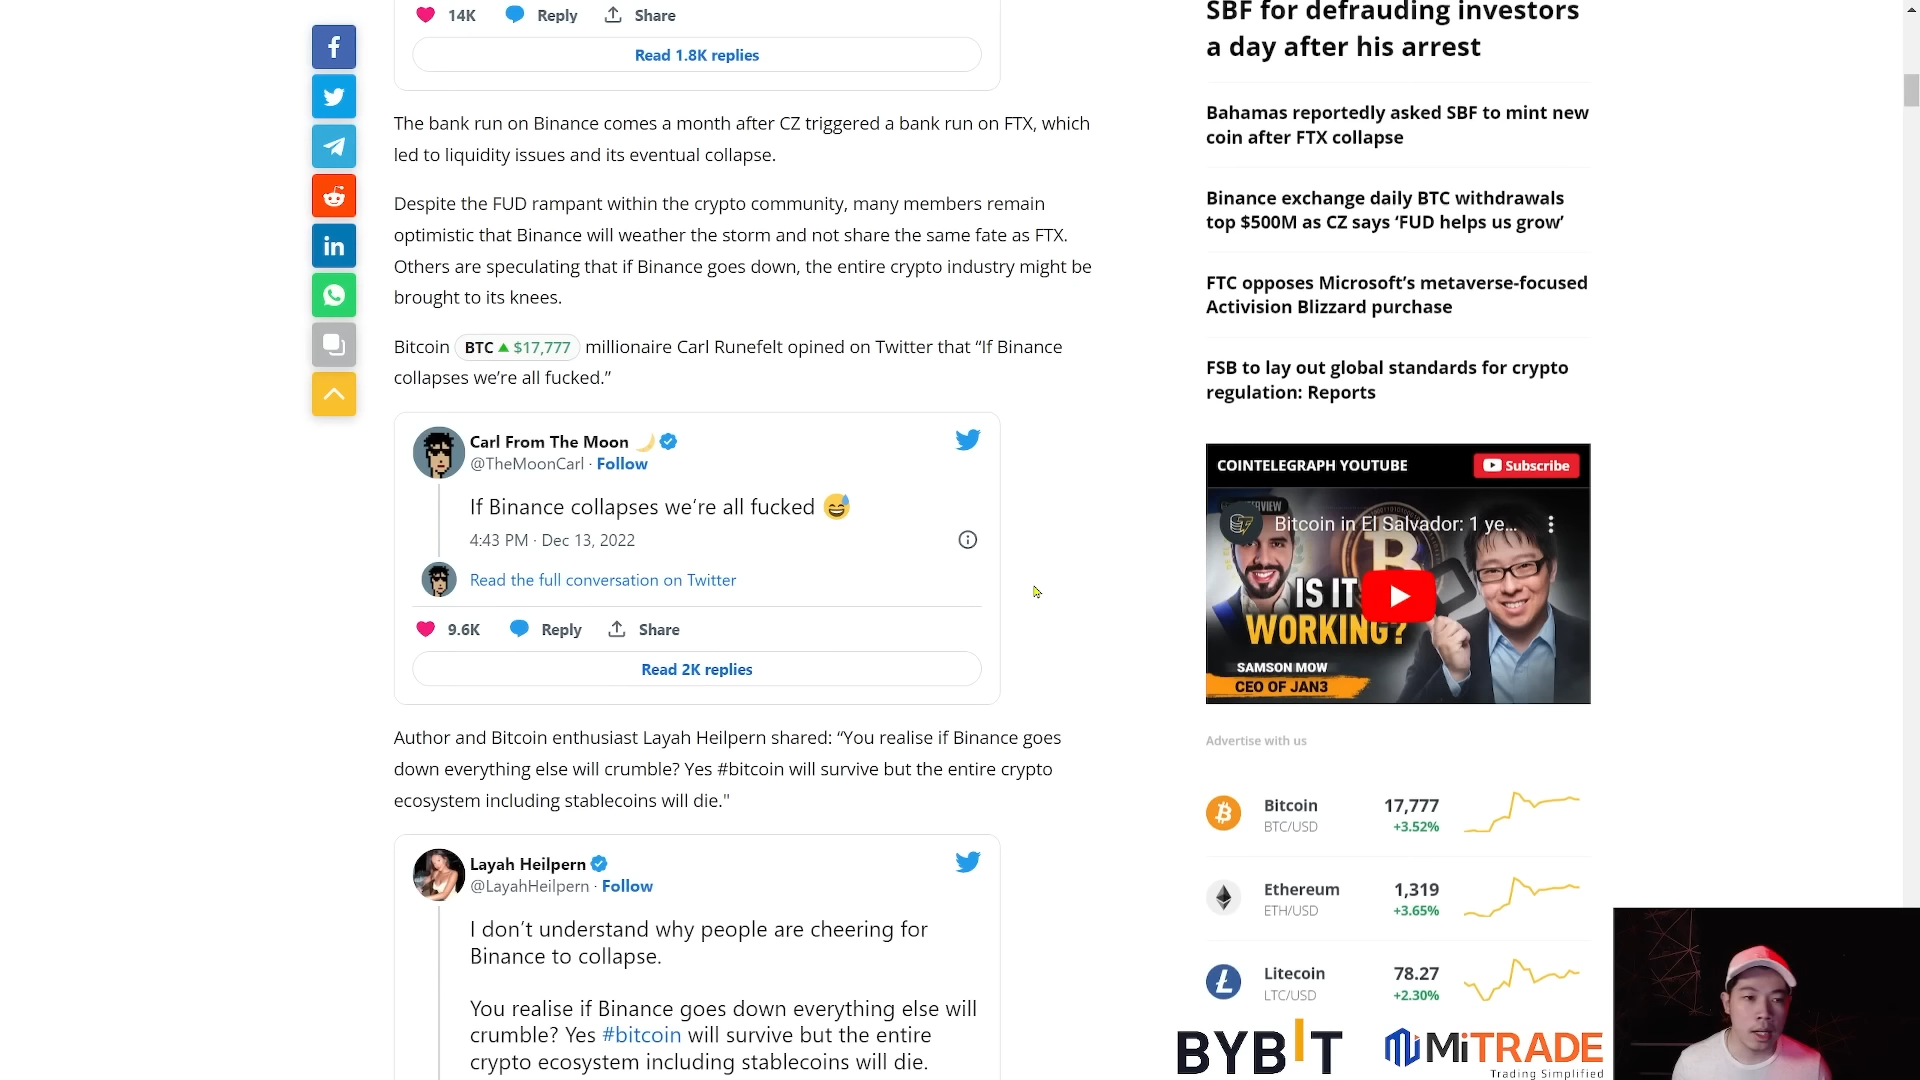 14K Reply Share
Read 1.8K replies
The bank run on Binance comes a month after CZ triggered a bank run on FTX, which
led to liquidity issues and its eventual collapse.
Despite the FUD rampant within the crypto community, many members remain
optimistic that Binance will weather the storm and not share the same fate as FTX.
Others are speculating that if Binance goes down, the entire crypto industry might be
brought to its knees.
Bitcoin BTC ▲ $17,777 millionaire Carl Runefelt opined on Twitter that “If Binance
collapses we’re all fucked.”
Carl From The Moon 🌙
@TheMoonCarl · Follow
If Binance collapses we’re all fucked 😅
4:43 PM · Dec 13, 2022
Read the full conversation on Twitter
9.6K Reply Share
Read 2K replies
Author and Bitcoin enthusiast Layah Heilpern shared: “You realise if Binance goes
down everything else will crumble? Yes #bitcoin will survive but the entire crypto
ecosystem including stablecoins will die."
Layah Heilpern
@LayahHeilpern · Follow
I don’t understand why people are cheering for
Binance to collapse.
You realise if Binance goes down everything else will
crumble? Yes #bitcoin will survive but the entire
crypto ecosystem including stablecoins will die.
SBF for defrauding investors
a day after his arrest
Bahamas reportedly asked SBF to mint new
coin after FTX collapse
Binance exchange daily BTC withdrawals
top $500M as CZ says ‘FUD helps us grow’
FTC opposes Microsoft’s metaverse-focused
Activision Blizzard purchase
FSB to lay out global standards for crypto
regulation: Reports
COINTELEGRAPH YOUTUBE Subscribe
Bitcoin in El Salvador: 1 ye...
IS IT
WORKING?
SAMSON MOW
CEO OF JAN3
Advertise with us
Bitcoin 17,777
BTC/USD +3.52%
Ethereum 1,319
ETH/USD +3.65%
Litecoin 78.27
LTC/USD +2.30%
BYBIT MiTRADE
Trading Simplified